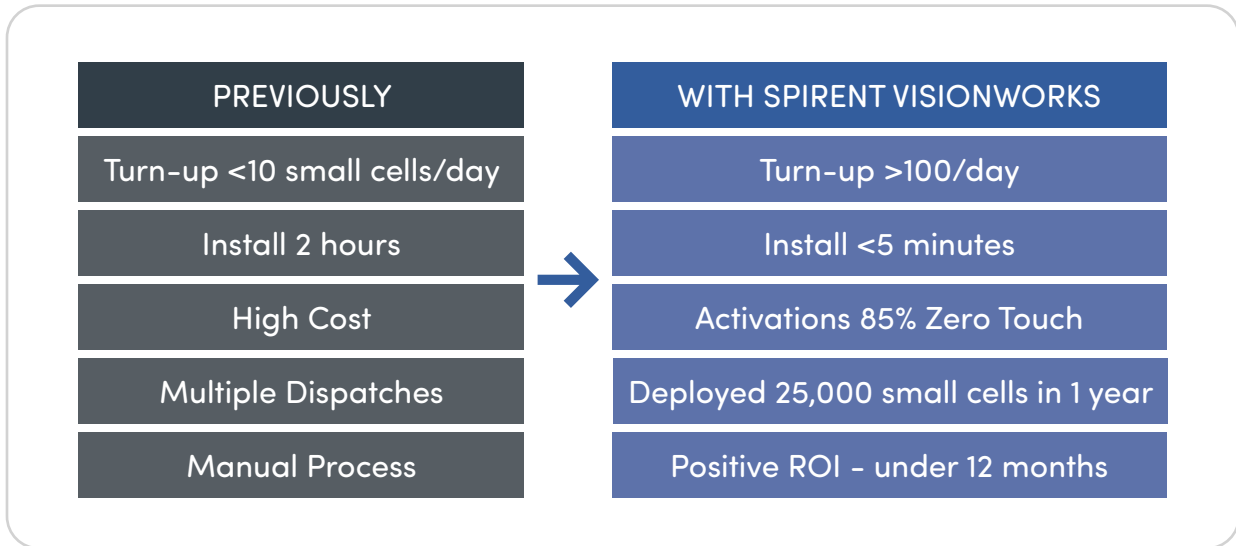 PREVIOUSLY
Turn-up <10 small cells/day
Install 2 hours
High Cost
Multiple Dispatches
Manual Process
WITH SPIRENT VISIONWORKS
Turn-up >100/day
Install <5 minutes
Activations 85% Zero Touch
Deployed 25,000 small cells in 1 year
Positive ROI - under 12 months